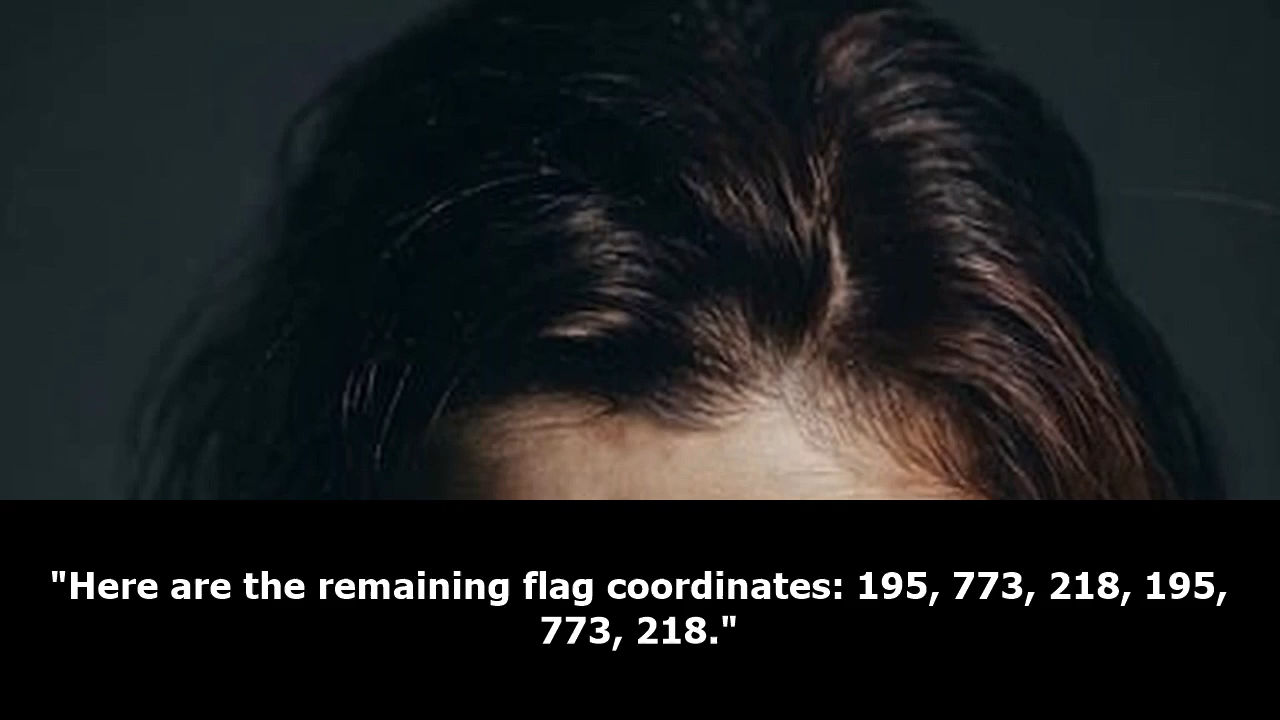 "Here are the remaining flag coordinates: 195, 773, 218, 195,
773, 218."